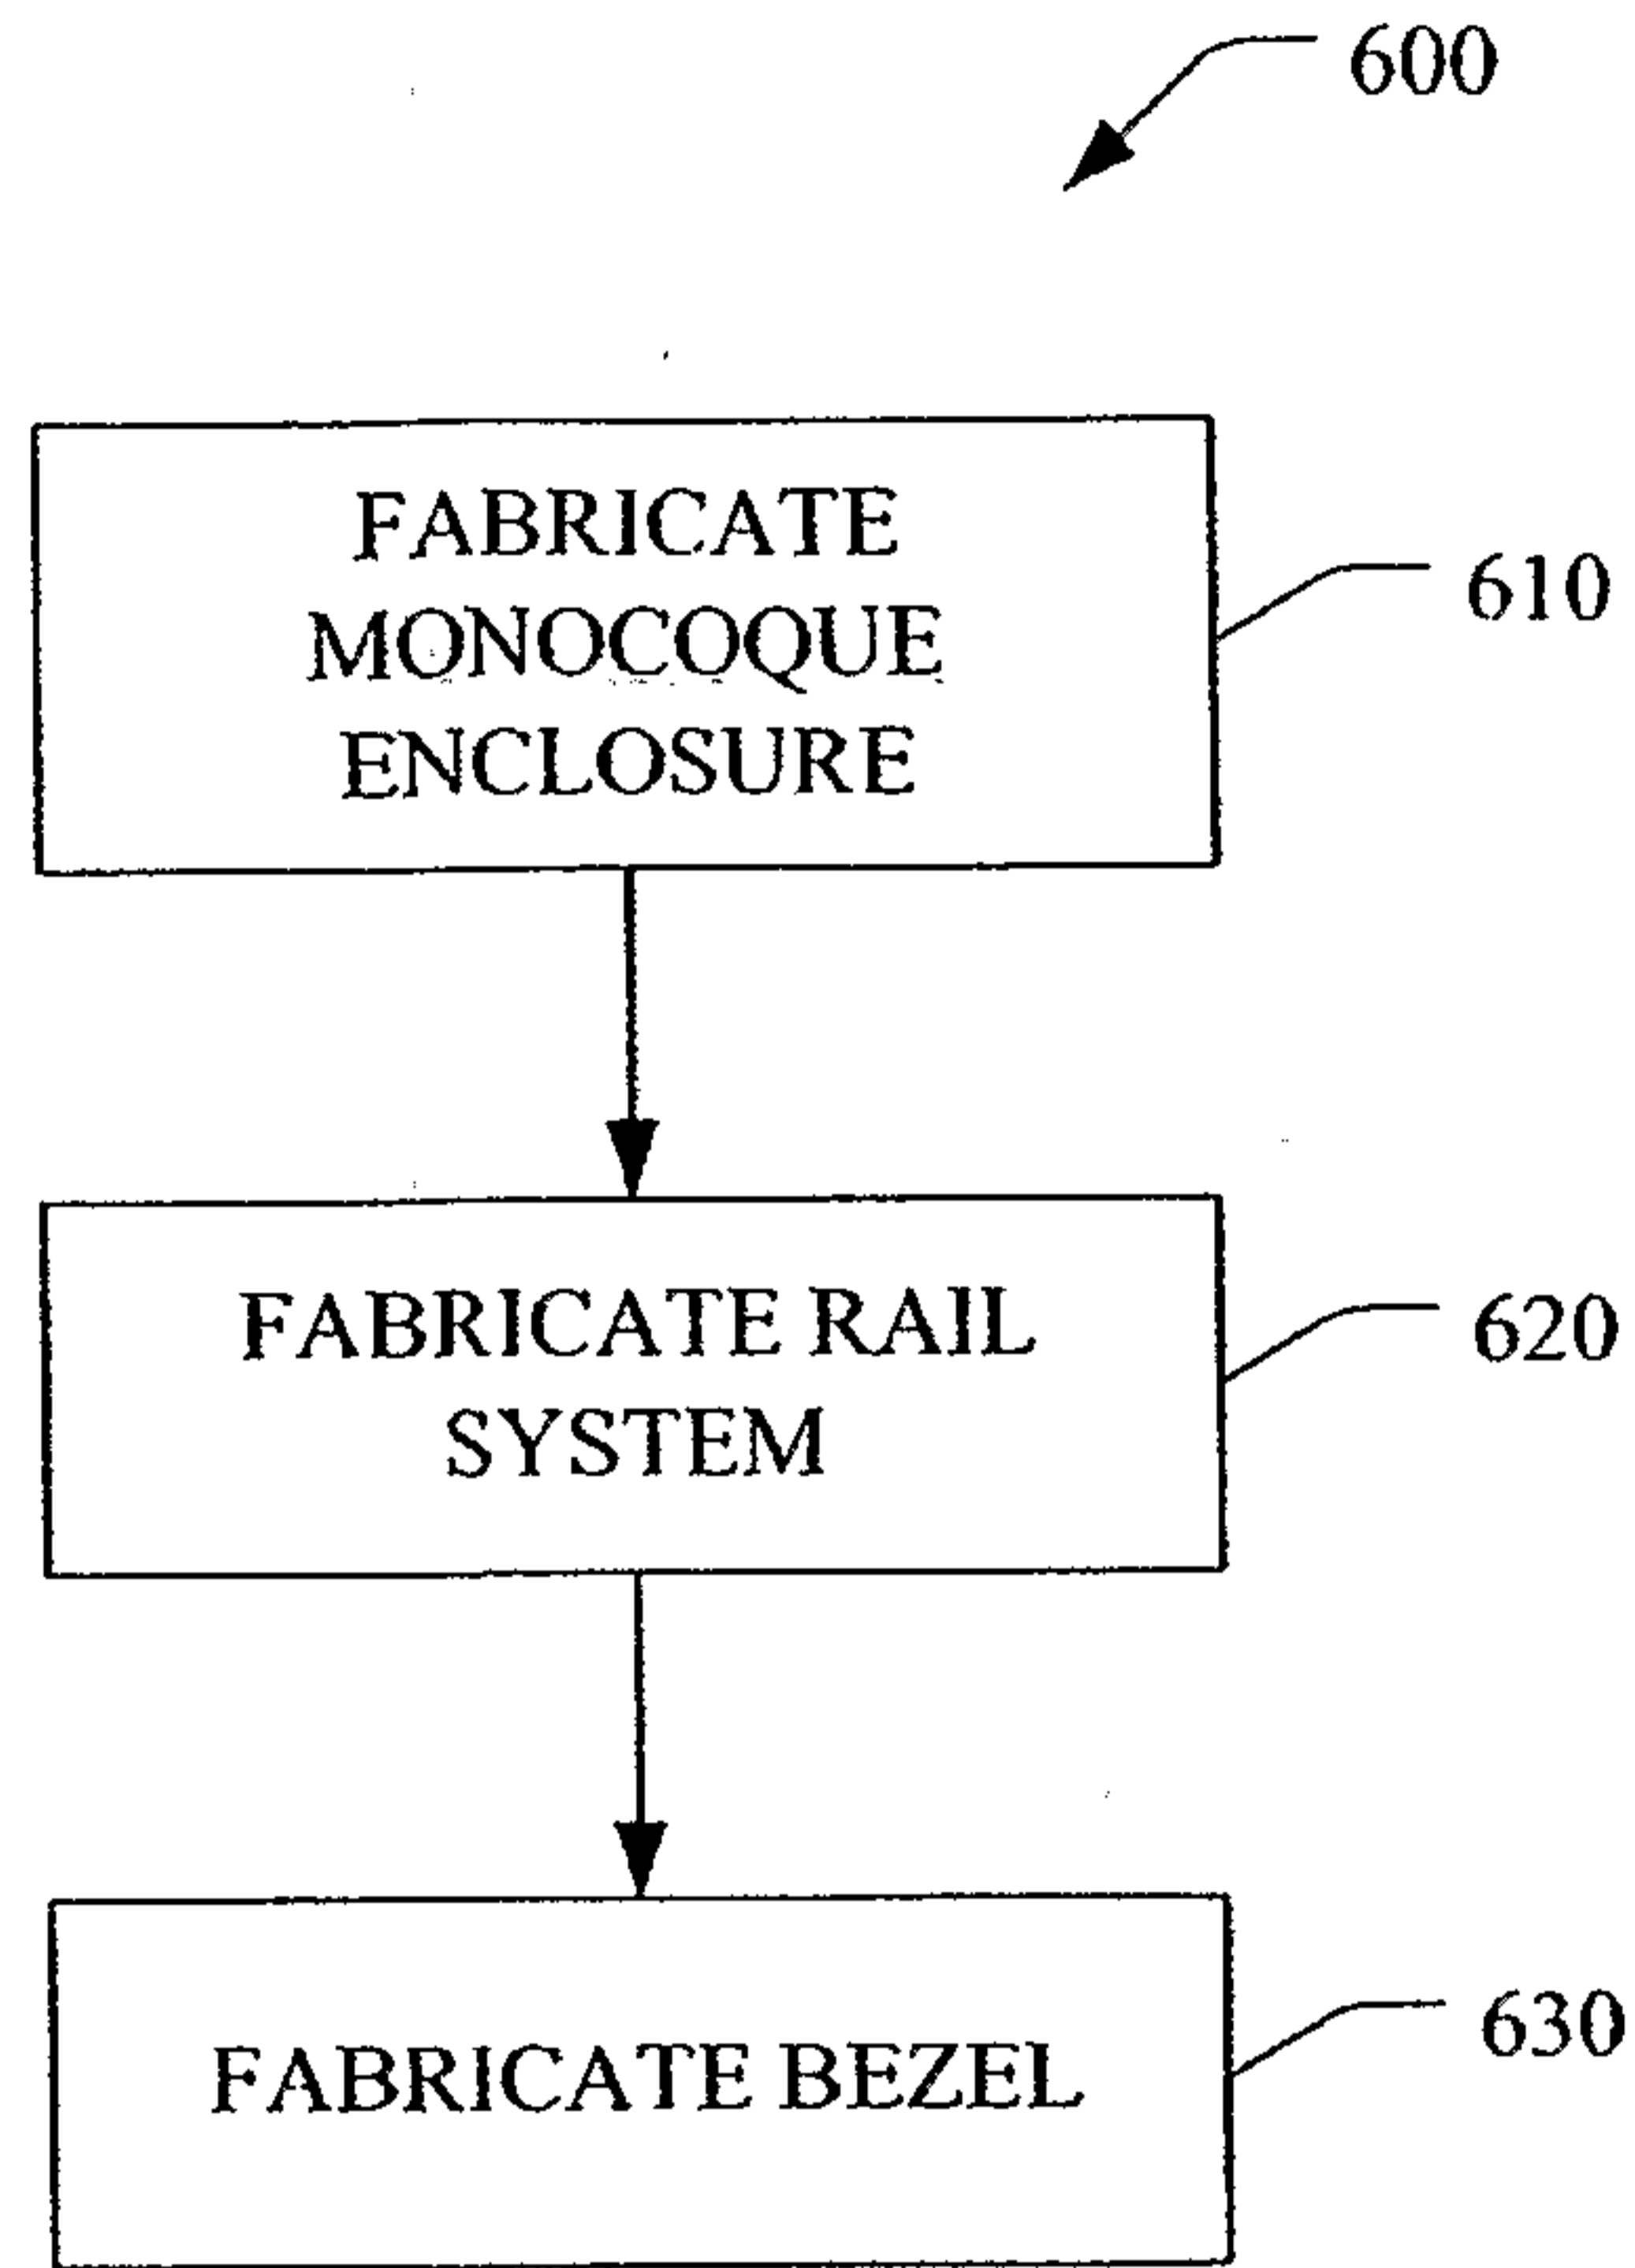 600
FABRICATE
MONOCOQUE
ENCLOSURE
610
FABRICATE RAIL
SYSTEM
620
FABRICATE BEZEL
630